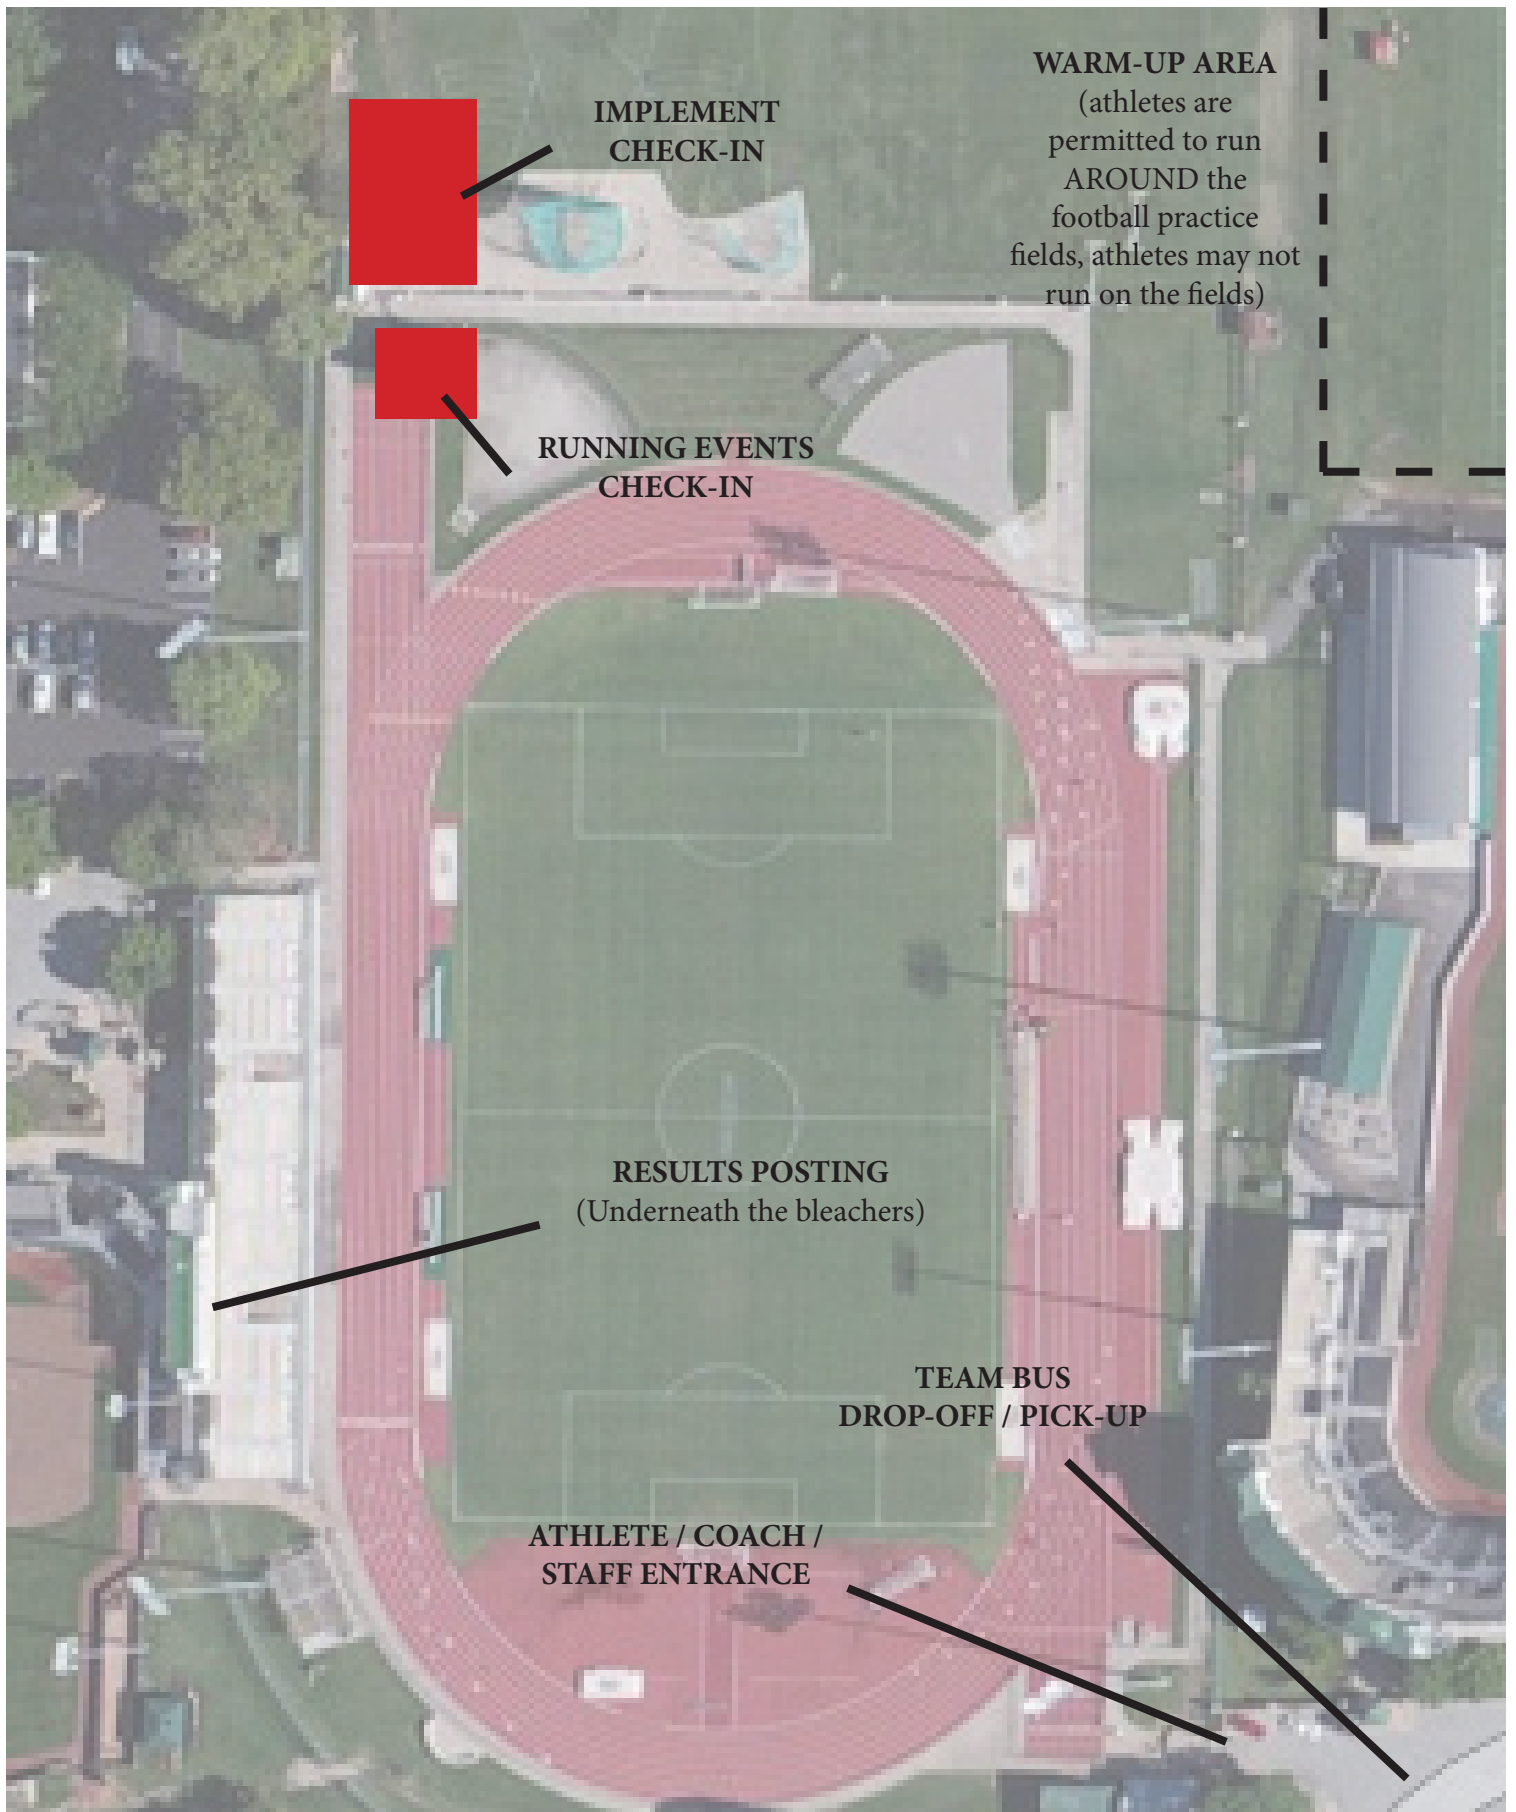 WARM-UP AREA
(athletes are
permitted to run
AROUND the
football practice
fields, athletes may not
run on the fields)
IMPLEMENT
CHECK-IN
RUNNING EVENTS
CHECK-IN
RESULTS POSTING
(Underneath the bleachers)
TEAM BUS
DROP-OFF / PICK-UP
ATHLETE / COACH /
STAFF ENTRANCE